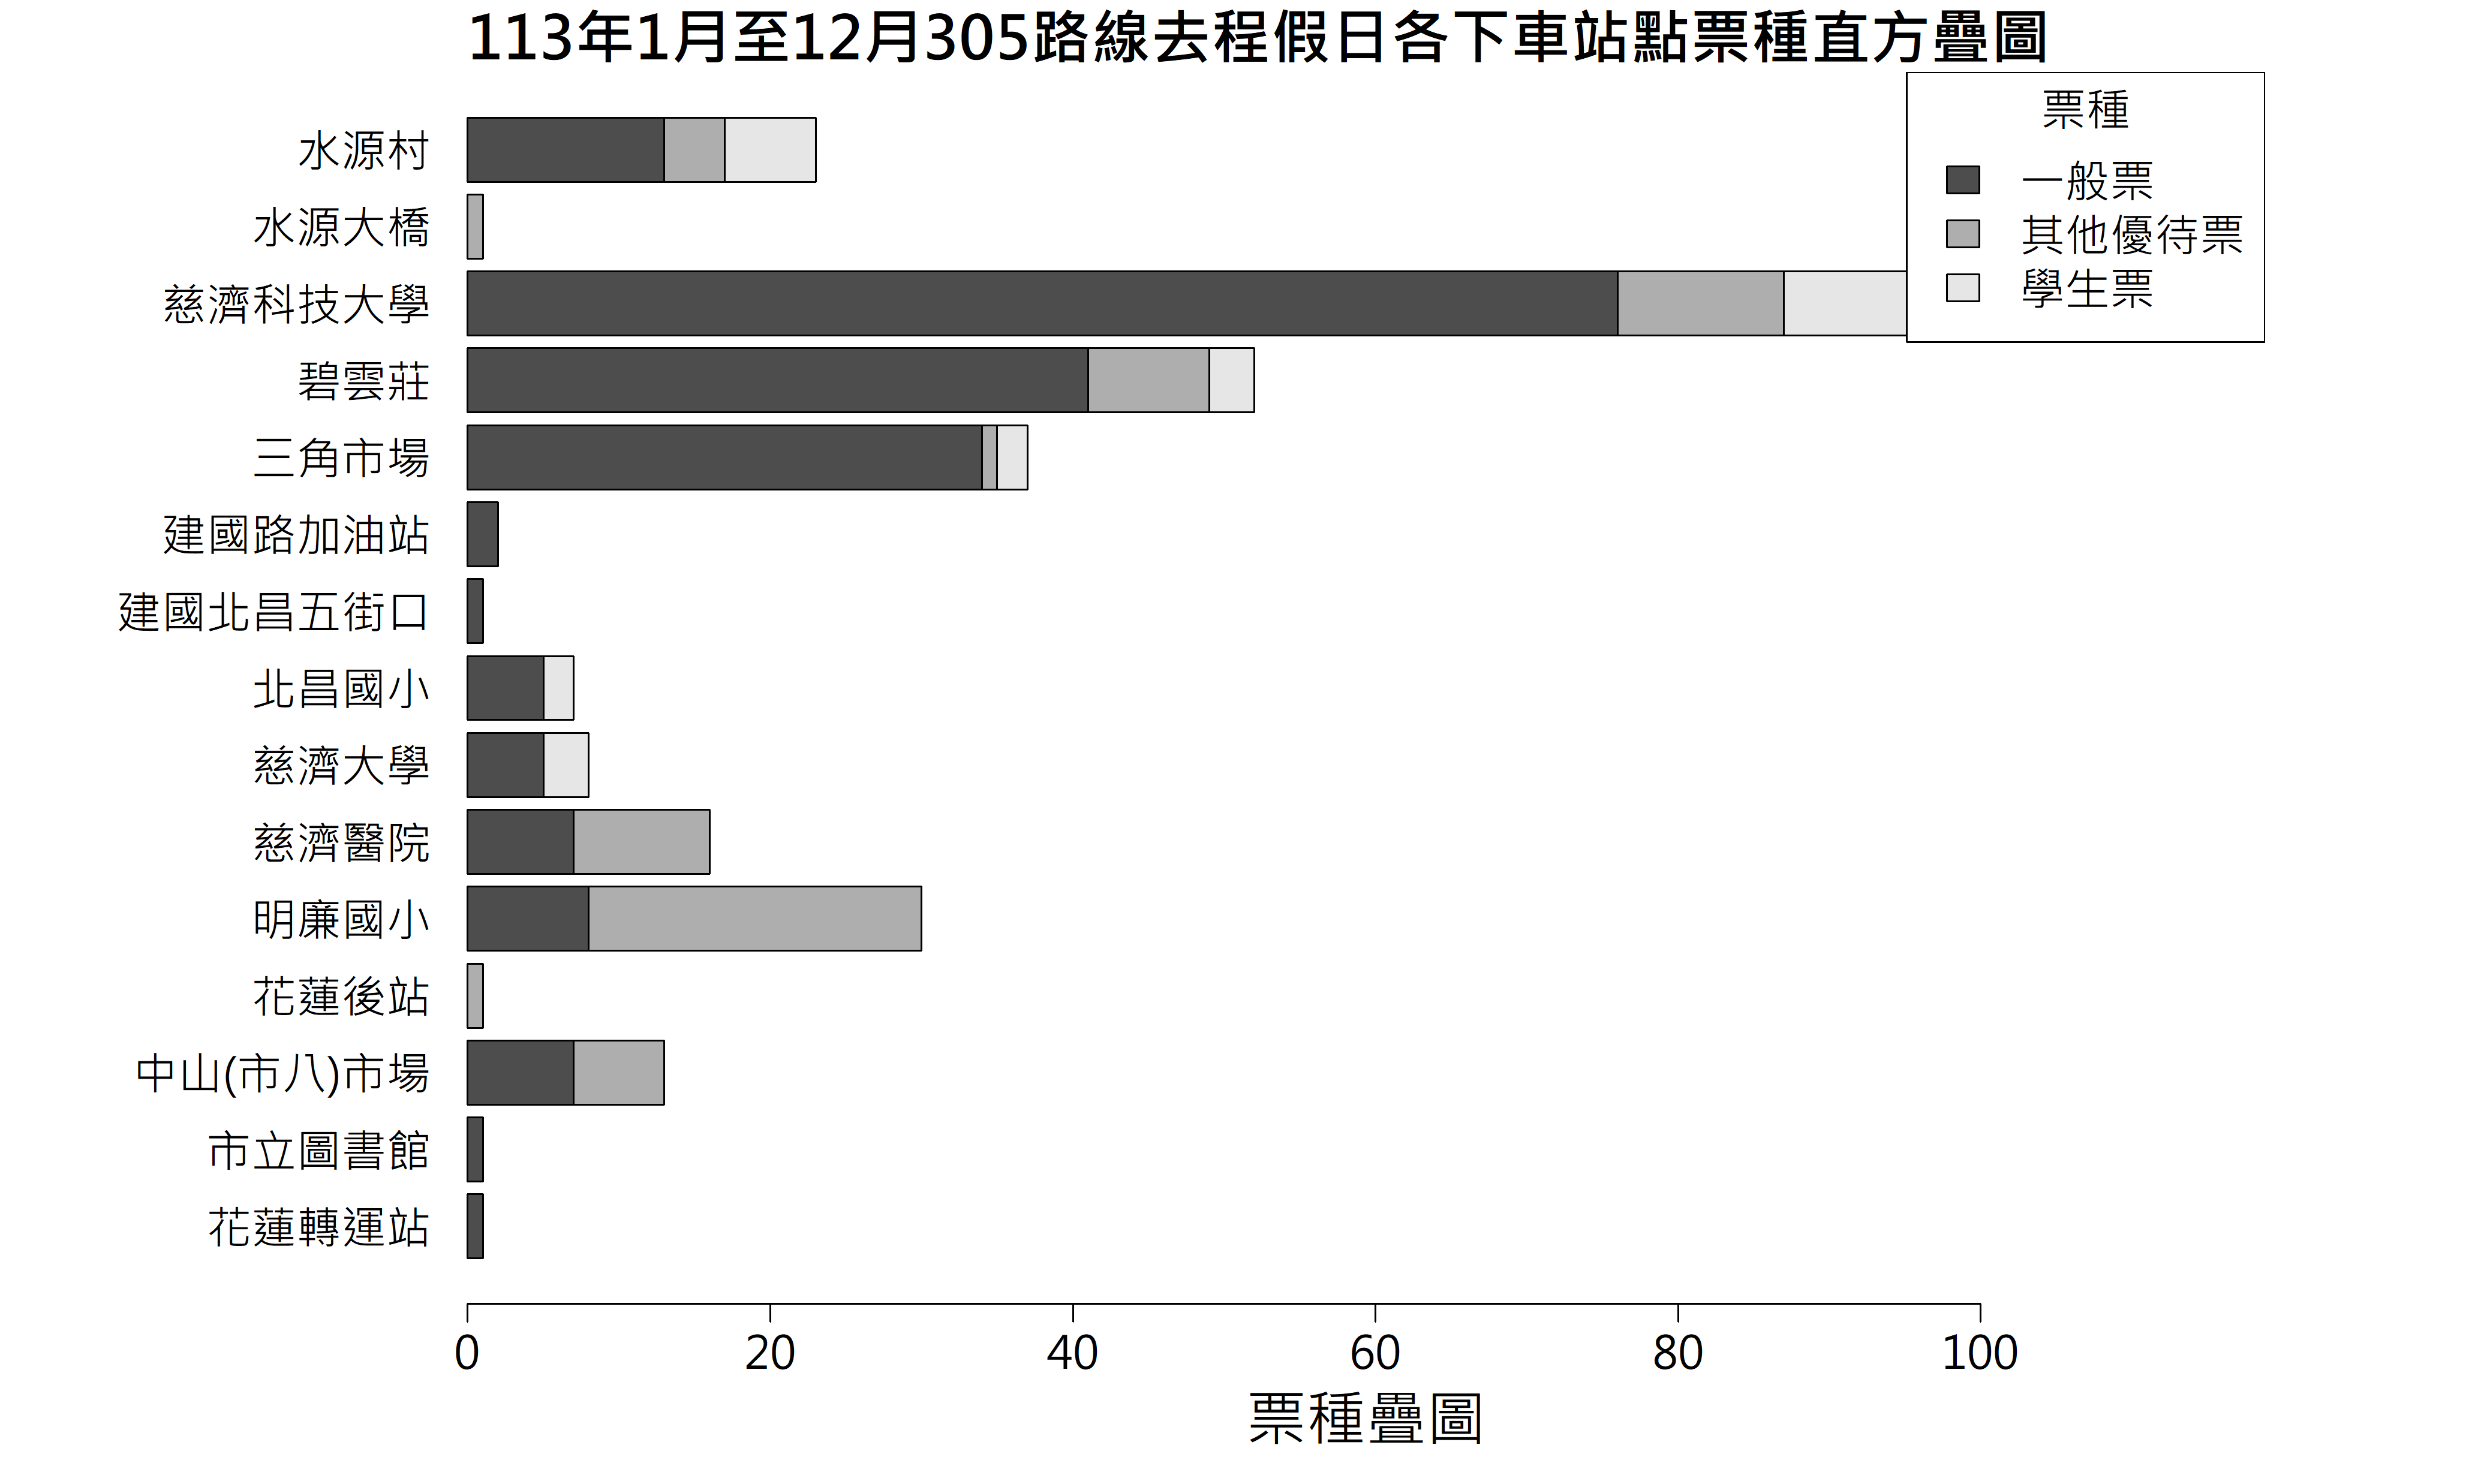 113年1月至12月305路線去程假日各下車站點票種直方疊圖
票種
一般票
其他優待票
學生票
水源村
水源大橋
慈濟科技大學
碧雲莊
三角市場
建國路加油站
建國北昌五街口
北昌國小
慈濟大學
慈濟醫院
明廉國小
花蓮後站
中山(市八)市場
市立圖書館
花蓮轉運站
0 20 40 60 80 100
票種疊圖